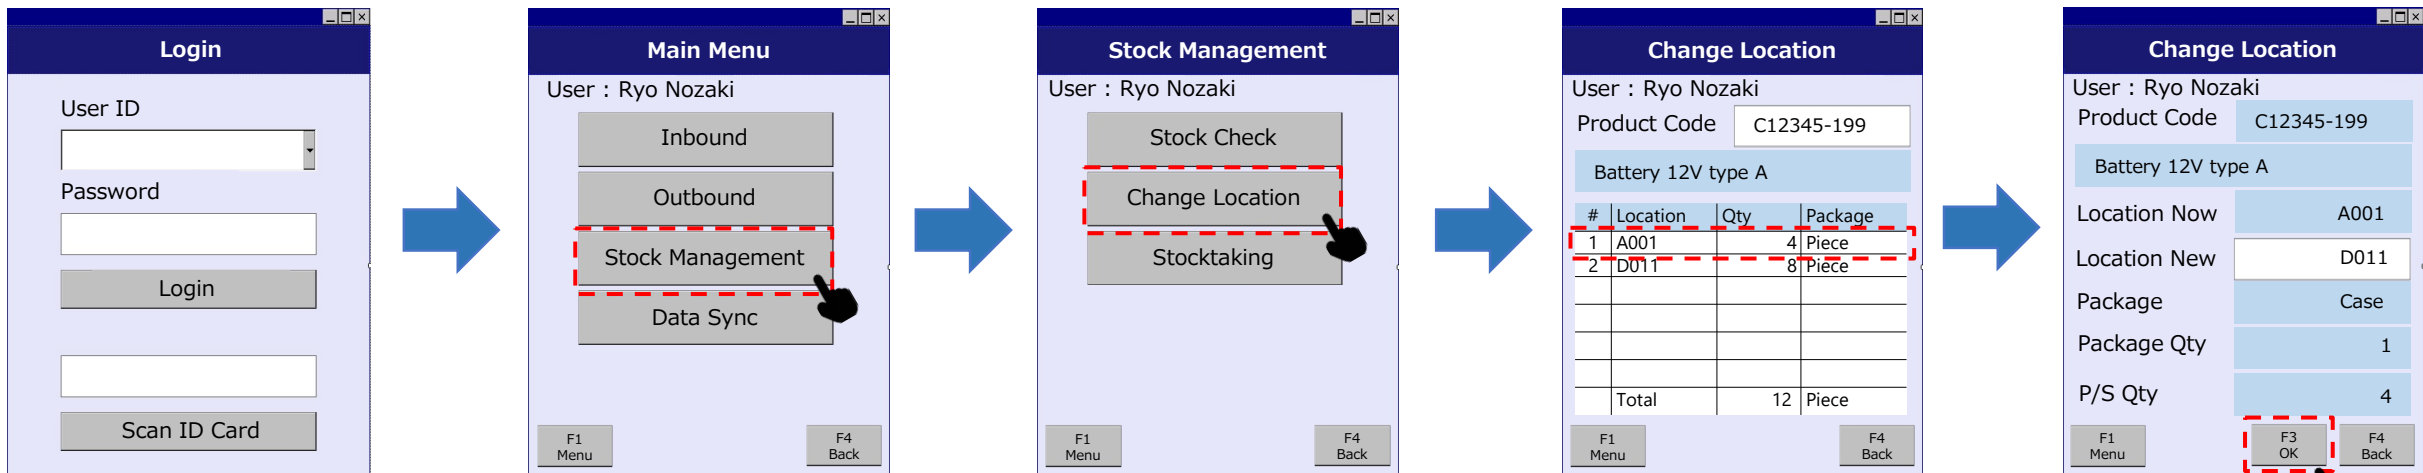 Login
User ID
Password
Login
Scan ID Card
Main Menu
User : Ryo Nozaki
Inbound
Outbound
Stock Management
Data Sync
F1
Menu
F4
Back
Stock Management
User : Ryo Nozaki
Stock Check
Change Location
Stocktaking
F1
Menu
F4
Back
Change Location
User : Ryo Nozaki
Product Code C12345-199
Battery 12V type A
# Location Qty Package
1 A001 4 Piece
2 D011 8 Piece
Total 12 Piece
F1
Menu
F4
Back
Change Location
User : Ryo Nozaki
Product Code C12345-199
Battery 12V type A
Location Now A001
Location New D011
Package Case
Package Qty 1
P/S Qty 4
F1
Menu
F3
OK
F4
Back